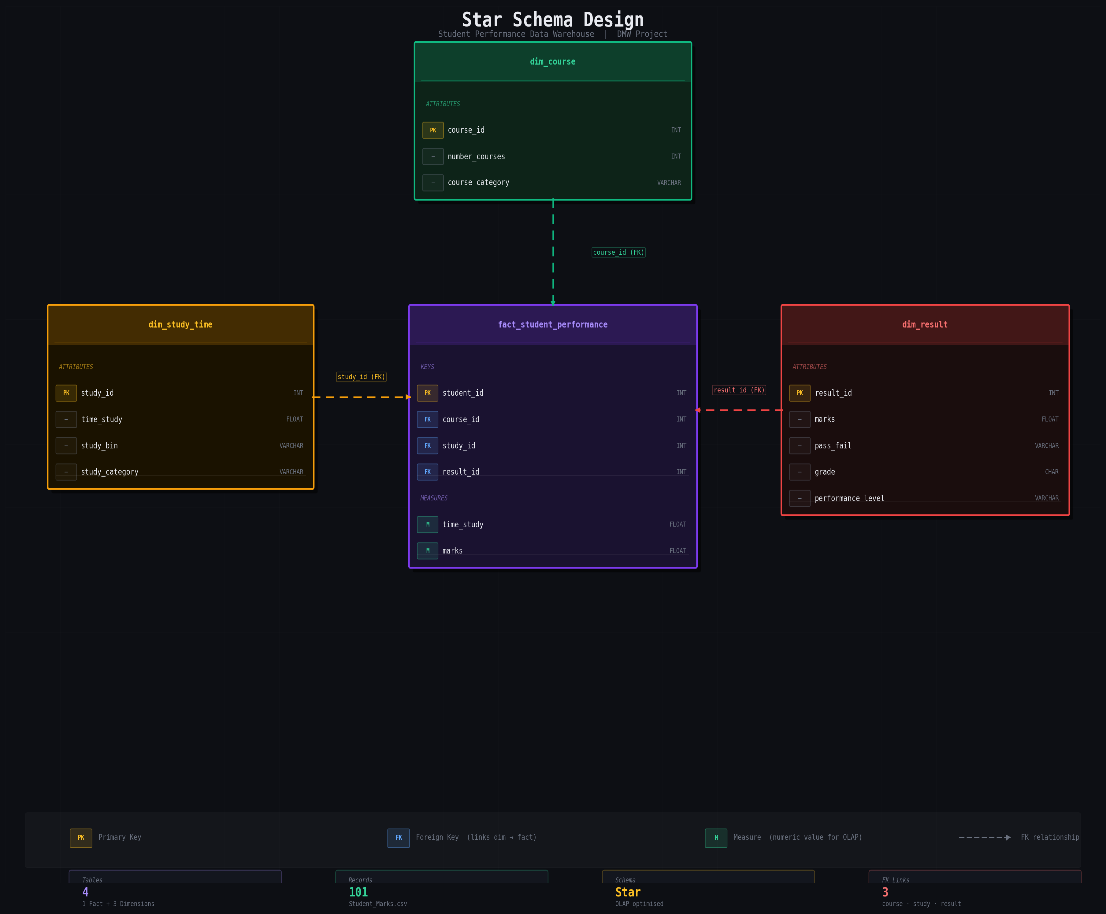 Star Schema Design
Student Performance Data Warehouse | DMW Project
dim_course
ATTRIBUTES
PK course_id INT
— number_courses INT
— course_category VARCHAR
course_id (FK)
dim_study_time
ATTRIBUTES
PK study_id INT
— time_study FLOAT
— study_bin VARCHAR
— study_category VARCHAR
study_id (FK)
fact_student_performance
KEYS
PK student_id INT
FK course_id INT
FK study_id INT
FK result_id INT
MEASURES
M time_study FLOAT
M marks FLOAT
result_id (FK)
dim_result
ATTRIBUTES
PK result_id INT
— marks FLOAT
— pass_fail VARCHAR
— grade CHAR
— performance_level VARCHAR
PK Primary Key
FK Foreign Key (links dim → fact)
M Measure (numeric value for OLAP)
FK relationship
Tables
4
1 Fact · 3 Dimensions
Records
101
Student_Marks.csv
Schema
Star
OLAP optimised
FK Links
3
course · study · result